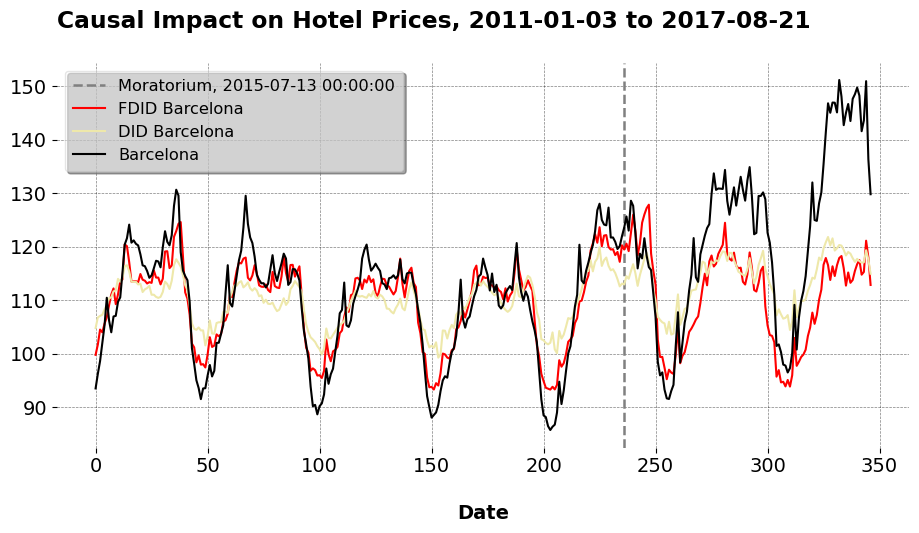 Causal Impact on Hotel Prices, 2011-01-03 to 2017-08-21
Moratorium, 2015-07-13 00:00:00
FDID Barcelona
DID Barcelona
Barcelona
150
140
130
120
110
100
90
0 50 100 150 200 250 300 350
Date